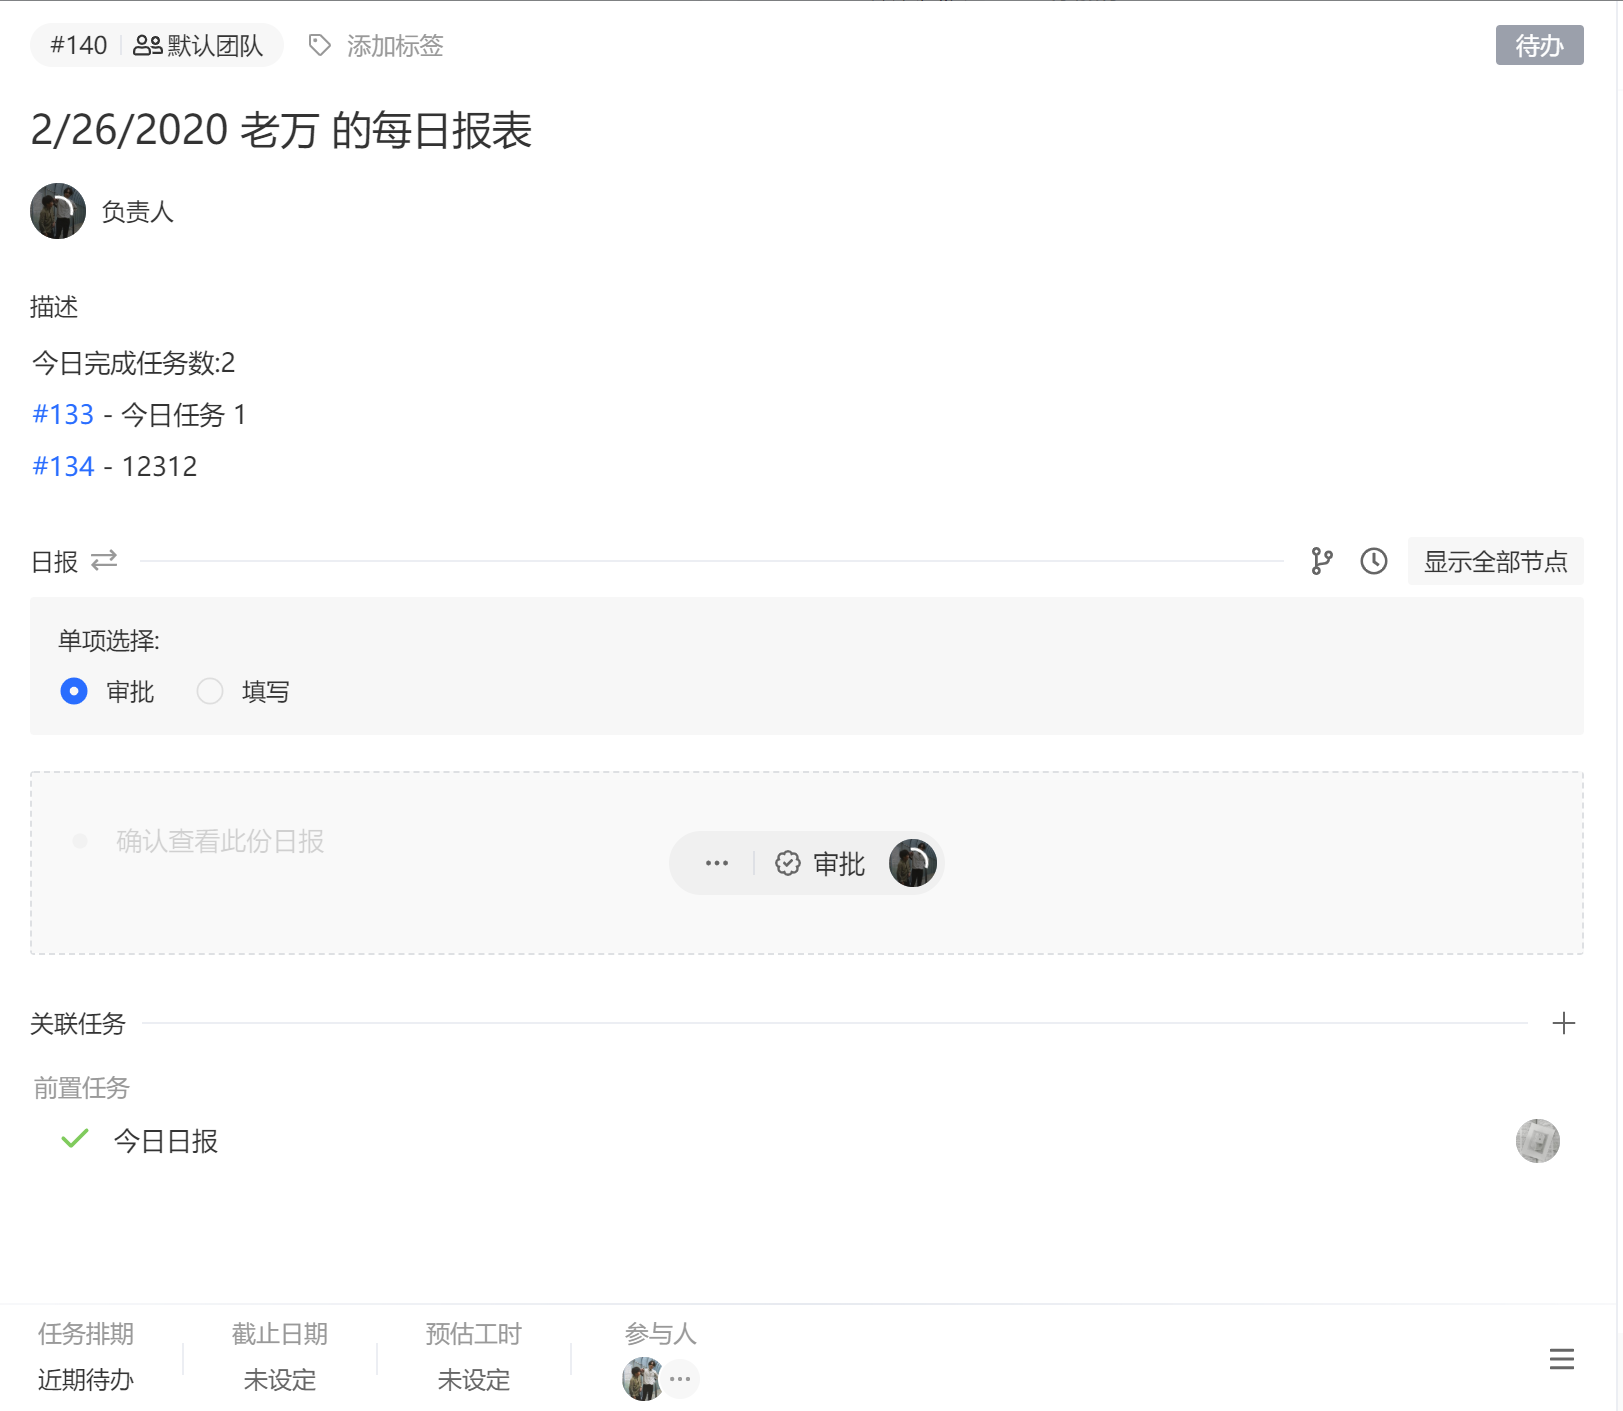 #140 默认团队 添加标签 待办
2/26/2020 老万 的每日报表
负责人
描述
今日完成任务数:2
#133 - 今日任务 1
#134 - 12312
日报 显示全部节点
单项选择:
审批 填写
确认查看此份日报
审批
关联任务
前置任务
今日日报
任务排期 截止日期 预估工时 参与人
近期待办 未设定 未设定